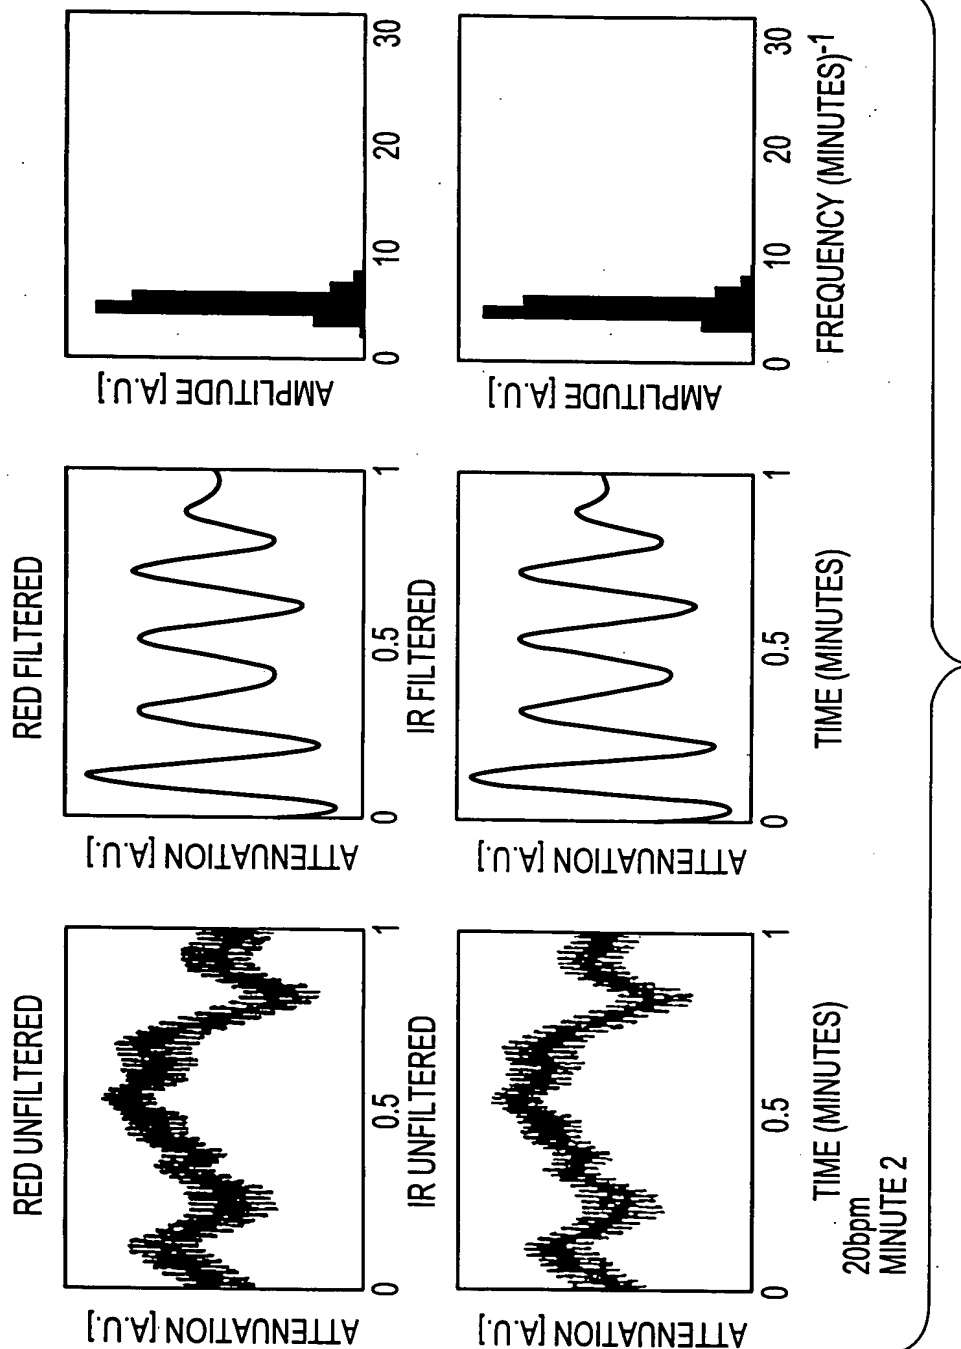 RED UNFILTERED
ATTENUATION [A.U.]
0
0.5
1
RED FILTERED
ATTENUATION [A.U.]
0
0.5
1
AMPLITUDE [A.U.]
0
10
20
30
IR UNFILTERED
ATTENUATION [A.U.]
0
0.5
1
TIME (MINUTES)
IR FILTERED
ATTENUATION [A.U.]
0
0.5
1
TIME (MINUTES)
AMPLITUDE [A.U.]
0
10
20
30
FREQUENCY (MINUTES)-1
20bpm
MINUTE 2